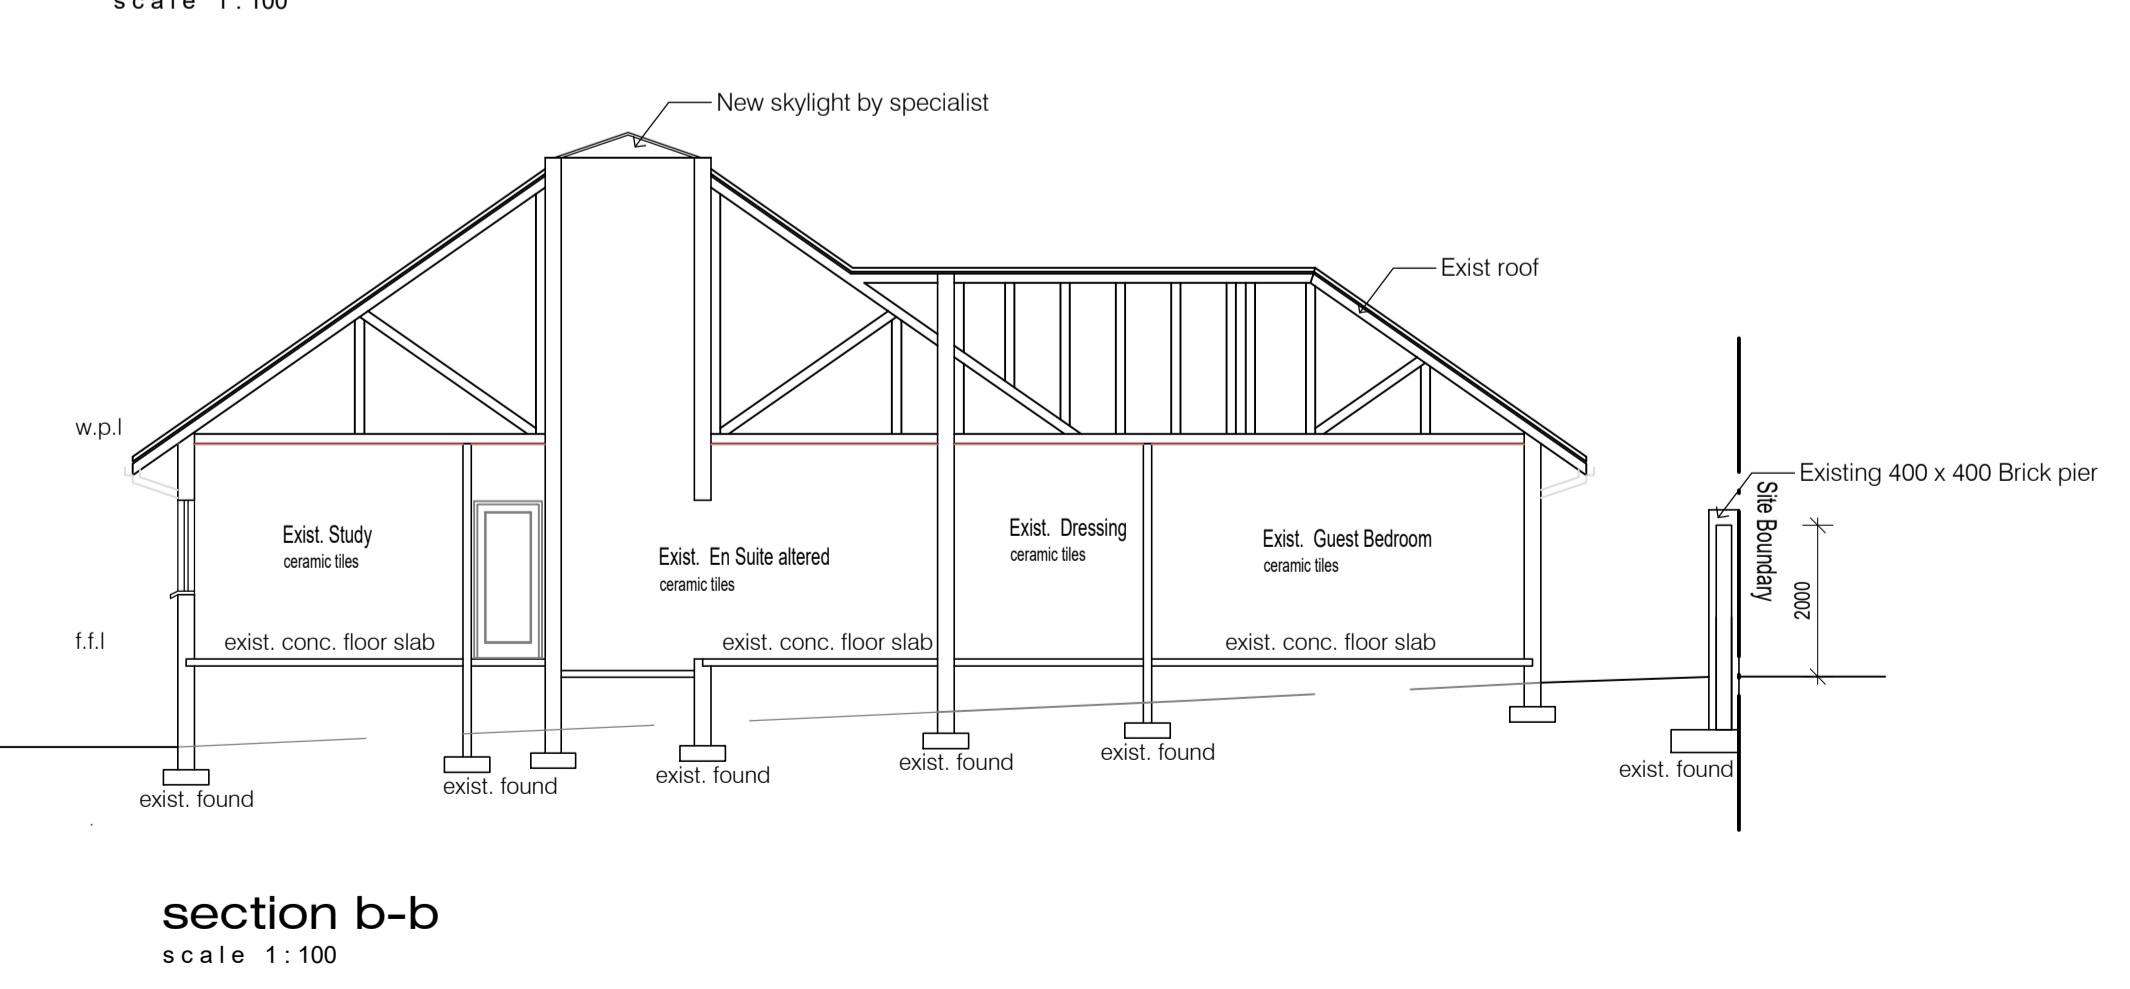 scale 1:100
New skylight by specialist
Exist roof
w.p.l
Existing 400 x 400 Brick pier
Site Boundary
Exist. Study
ceramic tiles
Exist. En Suite altered
ceramic tiles
Exist. Dressing
ceramic tiles
Exist. Guest Bedroom
ceramic tiles
2000
f.f.l
exist. conc. floor slab
exist. conc. floor slab
exist. conc. floor slab
exist. found
exist. found
exist. found
exist. found
exist. found
exist. found
section b-b
scale 1:100